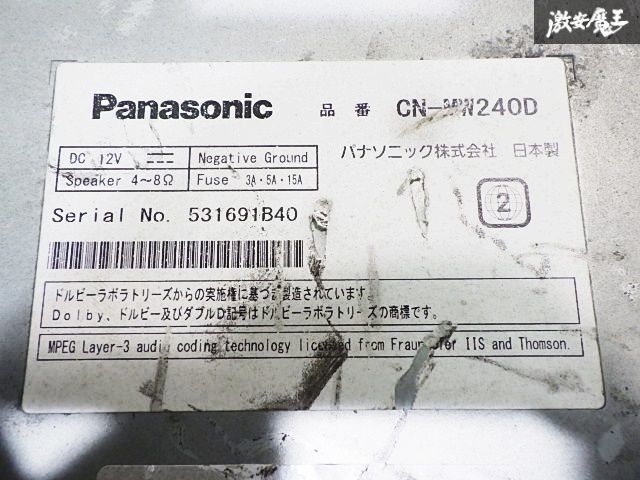 激安魔王
Panasonic 品番 CN-MW240D
DC 12V Negative Ground
Speaker 4~8Ω Fuse 3A・5A・15A
パナソニック株式会社 日本製
Serial No. 531691B40
2
ドルビーラボラトリーズからの実施権に基づき製造されています。
Dolby、ドルビー及びダブルD記号はドルビーラボラトリーズの商標です。
MPEG Layer-3 audio coding technology licensed from Fraunhofer IIS and Thomson.